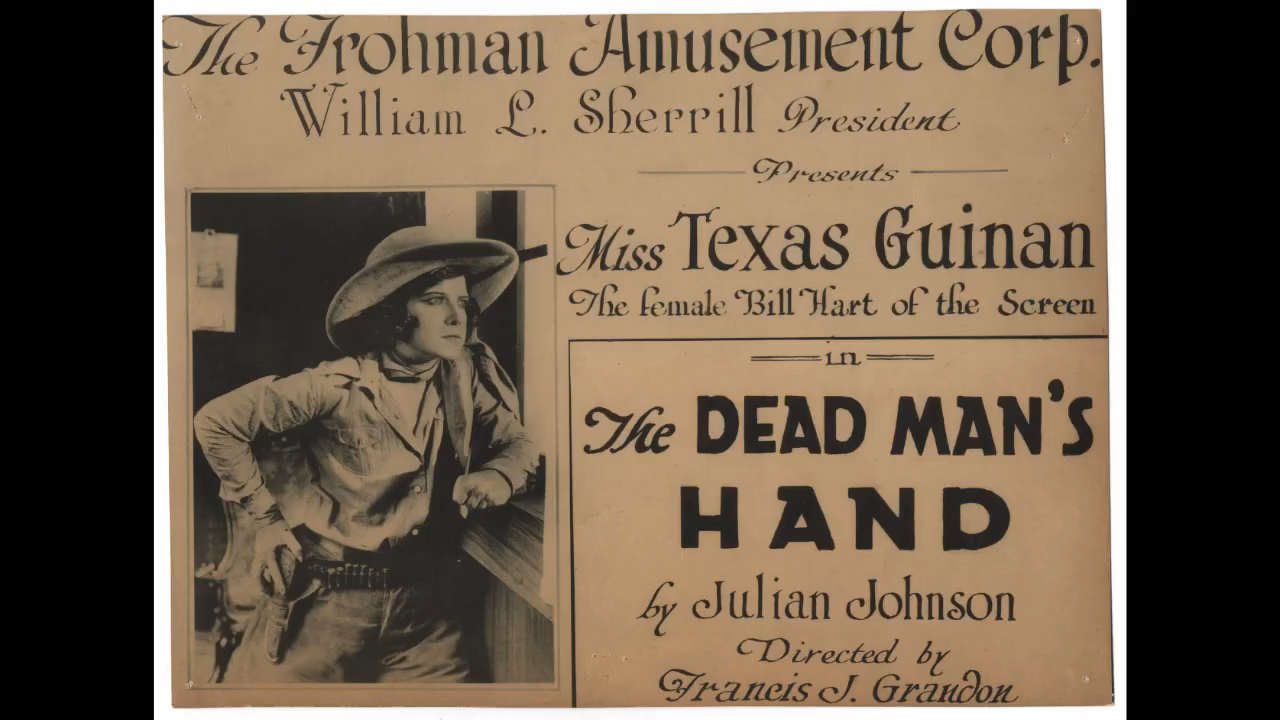 The Frohman Amusement Corp.
William L. Sherrill President
Presents
Miss Texas Guinan
The female Bill Hart of the Screen
in
The DEAD MAN'S
HAND
by Julian Johnson
Directed by
Francis J. Grandon